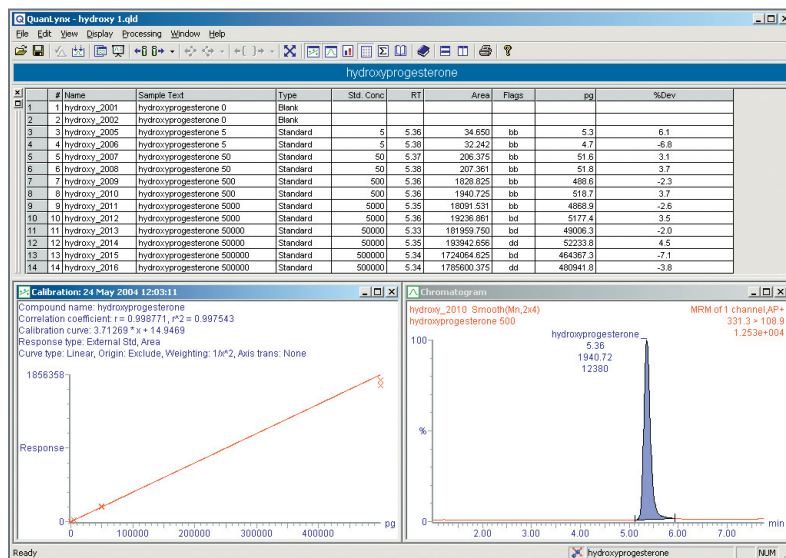 QuanLynx - hydroxy 1.qld
File Edit View Display Processing Window Help
hydroxyprogesterone
# Name Sample Text Type Std. Conc RT Area Flags pg %Dev
1 1 hydroxy_2001 hydroxyprogesterone 0 Blank
2 2 hydroxy_2002 hydroxyprogesterone 0 Blank
3 3 hydroxy_2005 hydroxyprogesterone 5 Standard 5 5.36 34.650 bb 5.3 6.1
4 4 hydroxy_2006 hydroxyprogesterone 5 Standard 5 5.38 32.242 bb 4.7 -6.8
5 5 hydroxy_2007 hydroxyprogesterone 50 Standard 50 5.37 206.375 bb 51.6 3.1
6 6 hydroxy_2008 hydroxyprogesterone 50 Standard 50 5.38 207.361 bb 51.8 3.7
7 7 hydroxy_2009 hydroxyprogesterone 500 Standard 500 5.36 1828.825 bb 488.6 -2.3
8 8 hydroxy_2010 hydroxyprogesterone 500 Standard 500 5.36 1940.725 bb 518.7 3.7
9 9 hydroxy_2011 hydroxyprogesterone 5000 Standard 5000 5.35 18091.531 bd 4868.9 -2.6
10 10 hydroxy_2012 hydroxyprogesterone 5000 Standard 5000 5.36 19236.861 bd 5177.4 3.5
11 11 hydroxy_2013 hydroxyprogesterone 50000 Standard 50000 5.33 181959.750 bd 49006.3 -2.0
12 12 hydroxy_2014 hydroxyprogesterone 50000 Standard 50000 5.35 193942.656 dd 52233.8 4.5
13 13 hydroxy_2015 hydroxyprogesterone 500000 Standard 500000 5.34 1724064.625 bd 464367.3 -7.1
14 14 hydroxy_2016 hydroxyprogesterone 500000 Standard 500000 5.34 1785600.375 dd 480941.8 -3.8
Calibration: 24 May 2004 12:03:11
Compound name: hydroxyprogesterone
Correlation coefficient: r = 0.998771, r^2 = 0.997543
Calibration curve: 3.71269 * x + 14.9469
Response type: External Std, Area
Curve type: Linear, Origin: Exclude, Weighting: 1/x^2, Axis trans: None
1856358
Response
0
0 100000 200000 300000 400000 pg
Chromatogram
hydroxy_2010 Smooth(Mn,2x4) MRM of 1 channel,AP+
hydroxyprogesterone 500 331.3 > 108.9
1.253e+004
hydroxyprogesterone
5.36
1940.72
12380
100
%
0
2.00 3.00 4.00 5.00 6.00 7.00 min
Ready hydroxyprogesterone NUM